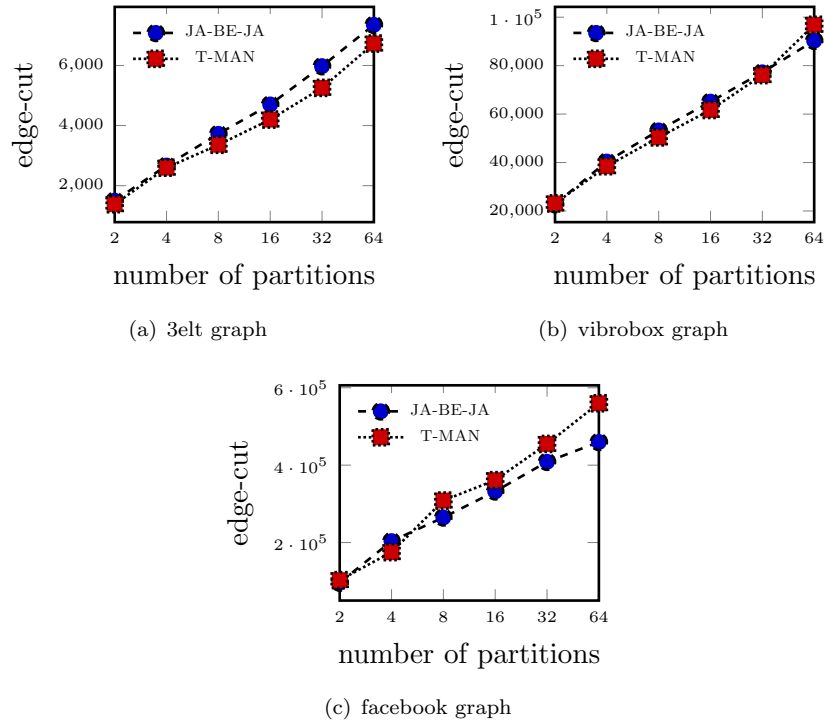 JA-BE-JA
T-MAN
6,000
4,000
2,000
edge-cut
2 4 8 16 32 64
number of partitions
(a) 3elt graph
JA-BE-JA
T-MAN
1 · 10^5
80,000
60,000
40,000
20,000
edge-cut
2 4 8 16 32 64
number of partitions
(b) vibrobox graph
JA-BE-JA
T-MAN
6 · 10^5
4 · 10^5
2 · 10^5
edge-cut
2 4 8 16 32 64
number of partitions
(c) facebook graph